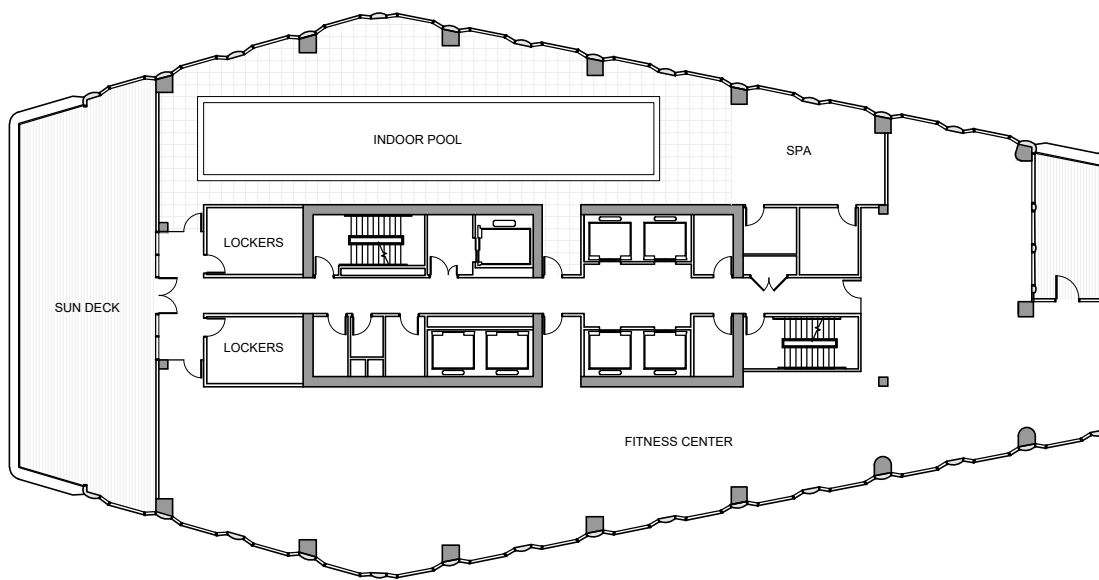 INDOOR POOL
SPA
LOCKERS
SUN DECK
LOCKERS
FITNESS CENTER